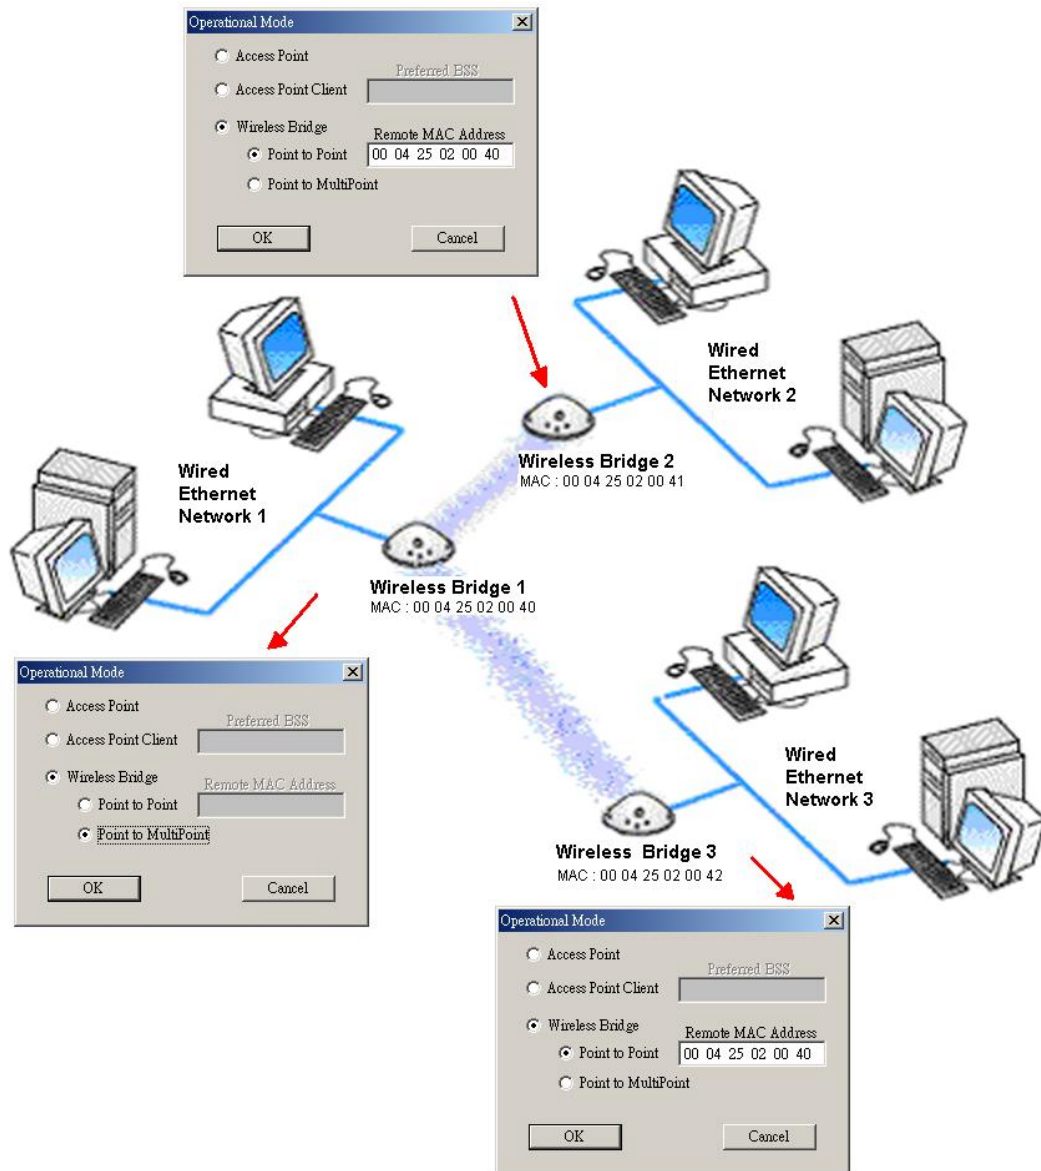 Operational Mode
Access Point
Preferred BSS
Access Point Client
Wireless Bridge
Remote MAC Address
Point to Point
00 04 25 02 00 40
Point to MultiPoint
OK Cancel
Wired
Ethernet
Network 2
Wireless Bridge 2
MAC : 00 04 25 02 00 41
Wired
Ethernet
Network 1
Wireless Bridge 1
MAC : 00 04 25 02 00 40
Operational Mode
Access Point
Preferred BSS
Access Point Client
Wireless Bridge
Remote MAC Address
Point to Point
Point to MultiPoint
OK Cancel
Wired
Ethernet
Network 3
Wireless Bridge 3
MAC : 00 04 25 02 00 42
Operational Mode
Access Point
Preferred BSS
Access Point Client
Wireless Bridge
Remote MAC Address
Point to Point
00 04 25 02 00 40
Point to MultiPoint
OK Cancel